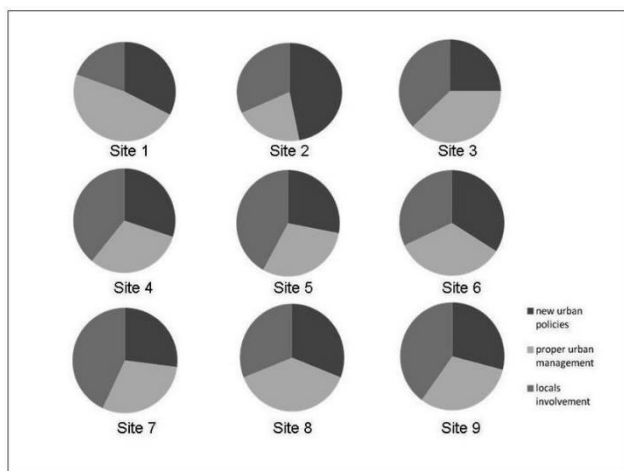 Site 1
Site 2
Site 3
Site 4
Site 5
Site 6
Site 7
Site 8
Site 9
new urban
policies
proper urban
management
locals
involvement